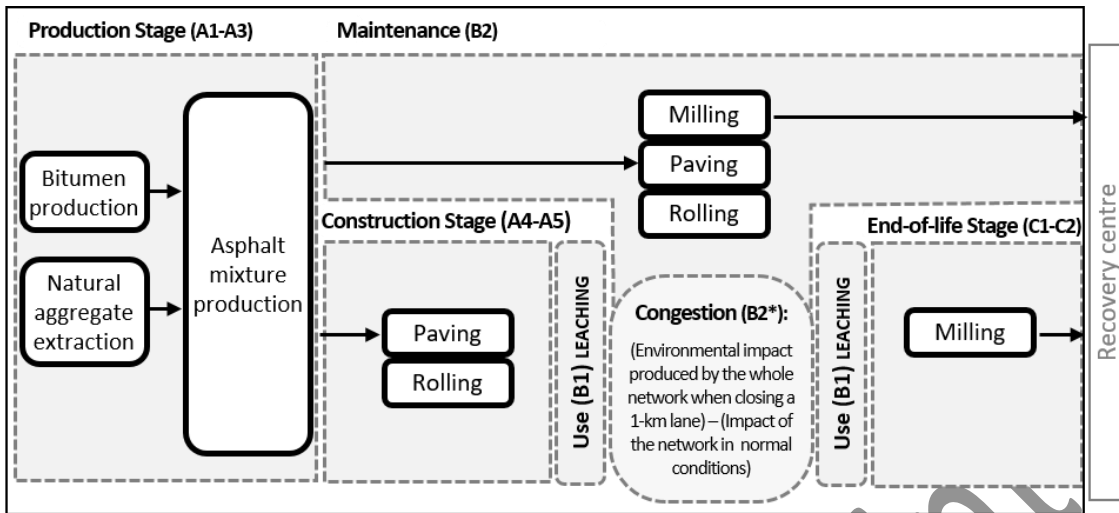 Production Stage (A1-A3)
Maintenance (B2)
Bitumen
production
Natural
aggregate
extraction
Asphalt
mixture
production
Milling
Paving
Rolling
Construction Stage (A4-A5)
Paving
Rolling
Use (B1) LEACHING
Congestion (B2*):
(Environmental impact
produced by the whole
network when closing a
1-km lane) – (Impact of
the network in normal
conditions)
Use (B1) LEACHING
End-of-life Stage (C1-C2)
Milling
Recovery centre